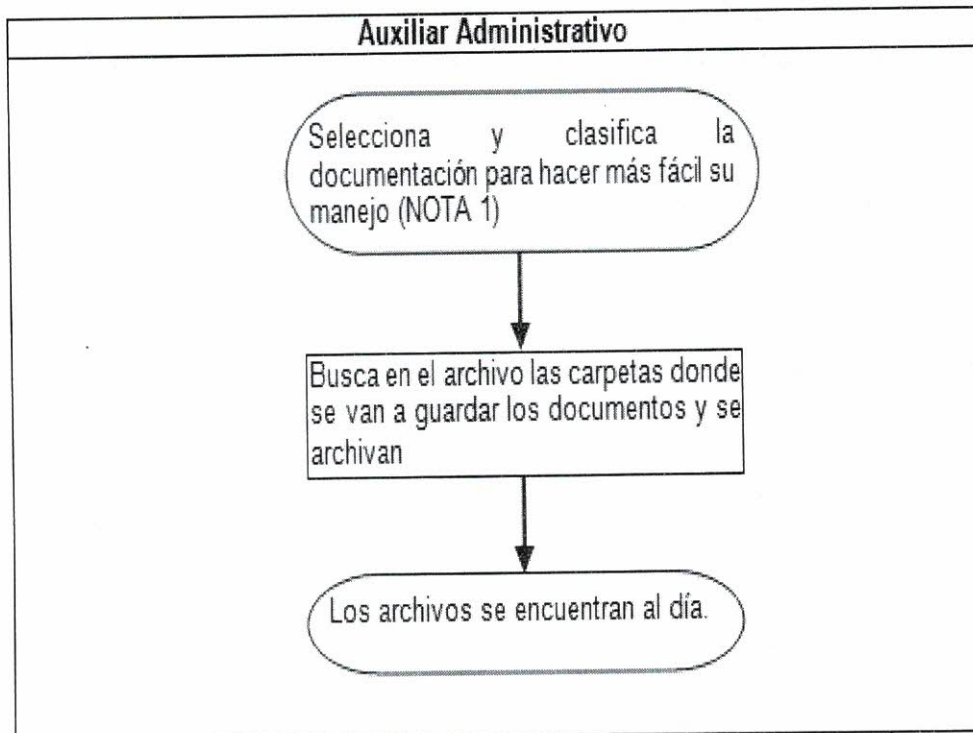 Auxiliar Administrativo
Selecciona y clasifica la
documentación para hacer más fácil su
manejo (NOTA 1)
Busca en el archivo las carpetas donde
se van a guardar los documentos y se
archivan
Los archivos se encuentran al día.